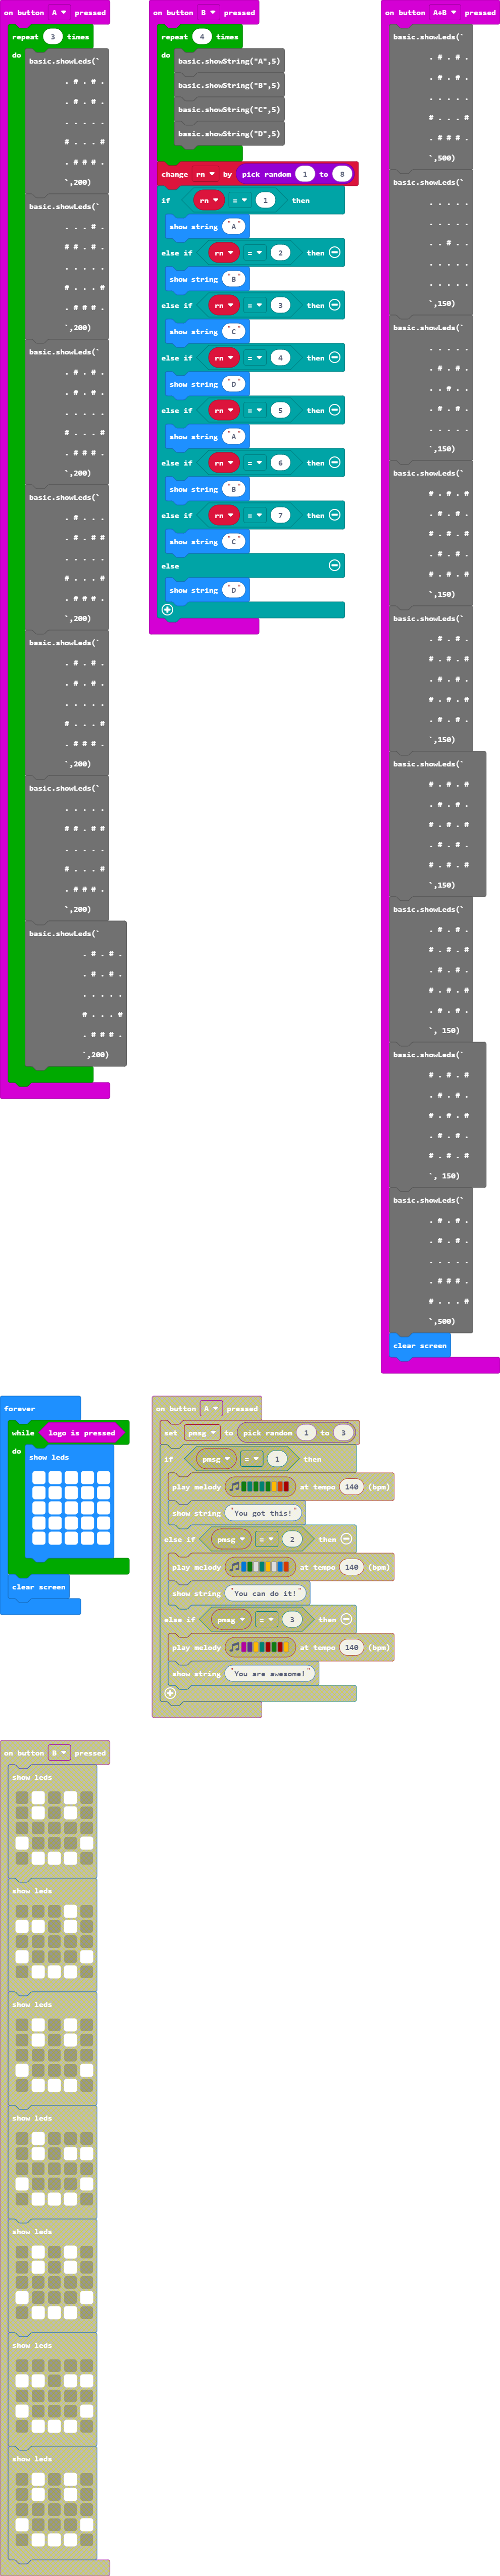 on button A pressed
repeat 3 times
do
basic.showLeds(`
. # . # .
. # . # .
. . . . .
# . . . #
. # # # .
`,200)
basic.showLeds(`
. . . # .
# # . # .
. . . . .
# . . . #
. # # # .
`,200)
basic.showLeds(`
. # . # .
. # . # .
. . . . .
# . . . #
. # # # .
`,200)
basic.showLeds(`
. # . . .
. # . # #
. . . . .
# . . . #
. # # # .
`,200)
basic.showLeds(`
. # . # .
. # . # .
. . . . .
# . . . #
. # # # .
`,200)
basic.showLeds(`
. . . . .
# # . # #
. . . . .
# . . . #
. # # # .
`,200)
basic.showLeds(`
. # . # .
. # . # .
. . . . .
# . . . #
. # # # .
`,200)
on button B pressed
repeat 4 times
do
basic.showString("A",5)
basic.showString("B",5)
basic.showString("C",5)
basic.showString("D",5)
change rn by pick random 1 to 8
if rn = 1 then
show string "A"
else if rn = 2 then
show string "B"
else if rn = 3 then
show string "C"
else if rn = 4 then
show string "D"
else if rn = 5 then
show string "A"
else if rn = 6 then
show string "B"
else if rn = 7 then
show string "C"
else
show string "D"
on button A+B pressed
basic.showLeds(`
. # . # .
. # . # .
. . . . .
# . . . #
. # # # .
`,500)
basic.showLeds(`
. . . . .
. . . . .
. . # . .
. . . . .
. . . . .
`,150)
basic.showLeds(`
. . . . .
. # . # .
. . # . .
. # . # .
. . . . .
`,150)
basic.showLeds(`
# . # . #
. # . # .
# . # . #
. # . # .
# . # . #
`,150)
basic.showLeds(`
. # . # .
# . # . #
. # . # .
# . # . #
. # . # .
`,150)
basic.showLeds(`
# . # . #
. # . # .
# . # . #
. # . # .
# . # . #
`,150)
basic.showLeds(`
. # . # .
# . # . #
. # . # .
# . # . #
. # . # .
`, 150)
basic.showLeds(`
# . # . #
. # . # .
# . # . #
. # . # .
# . # . #
`, 150)
basic.showLeds(`
. # . # .
. # . # .
. . . . .
. # # # .
# . . . #
`,500)
clear screen
forever
while logo is pressed
do
show leds
clear screen
on button A pressed
set pmsg to pick random 1 to 3
if pmsg = 1 then
play melody at tempo 140 (bpm)
show string "You got this!"
else if pmsg = 2 then
play melody at tempo 140 (bpm)
show string "You can do it!"
else if pmsg = 3 then
play melody at tempo 140 (bpm)
show string "You are awesome!"
on button B pressed
show leds
show leds
show leds
show leds
show leds
show leds
show leds